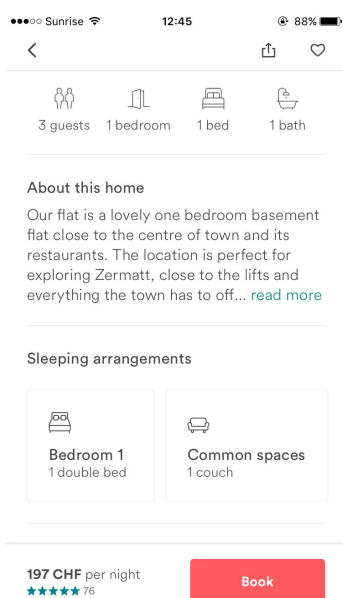 Sunrise 12:45 88%
3 guests 1 bedroom 1 bed 1 bath
About this home
Our flat is a lovely one bedroom basement
flat close to the centre of town and its
restaurants. The location is perfect for
exploring Zermatt, close to the lifts and
everything the town has to off... read more
Sleeping arrangements
Bedroom 1
1 double bed
Common spaces
1 couch
197 CHF per night
76
Book